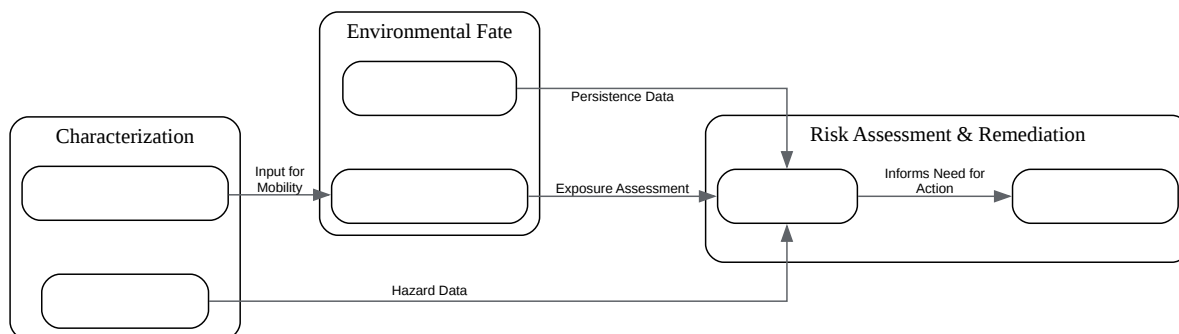 Environmental Fate
Persistence Data
Characterization
Risk Assessment & Remediation
Input for
Mobility
Exposure Assessment
Informs Need for
Action
Hazard Data